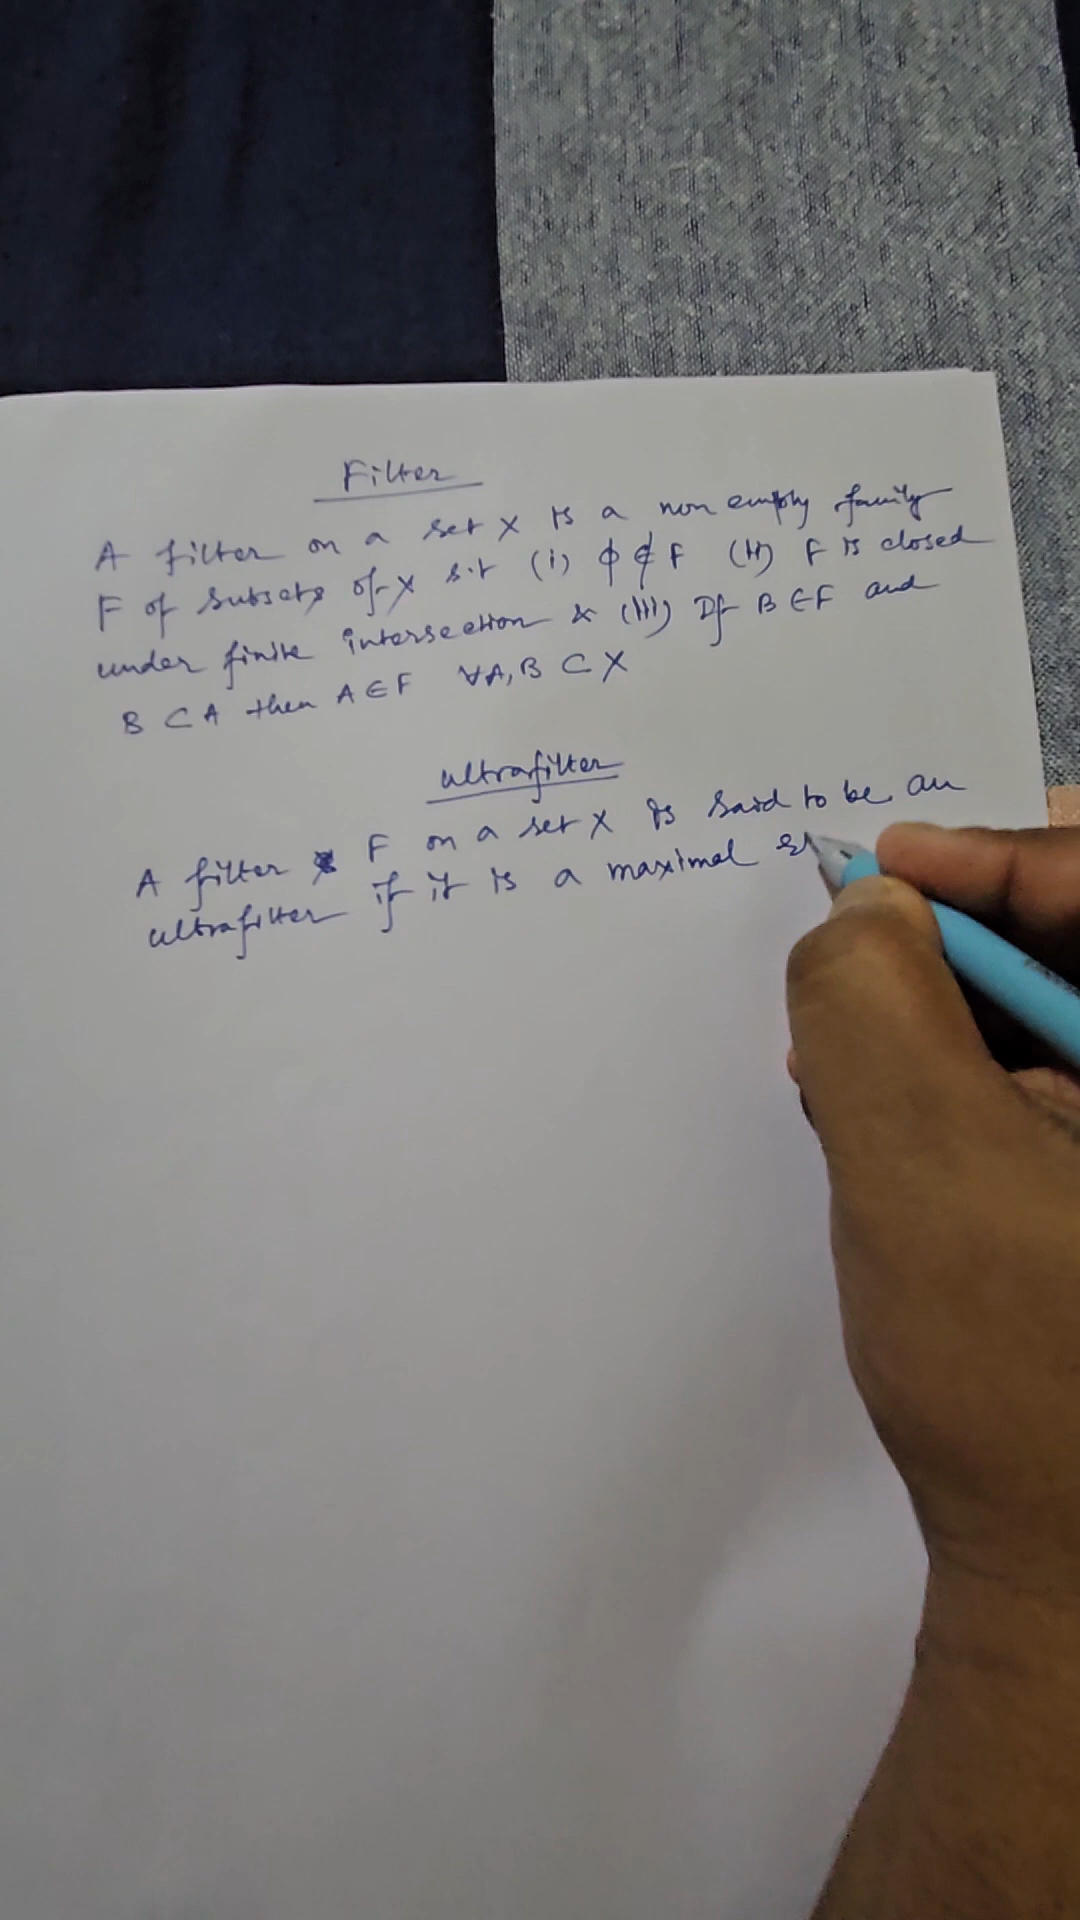 Filter
A filter on a set X is a non empty family
F of subsets of X s.t (i) ϕ ∉ F (ii) F is closed
under finite intersection & (iii) If B ∈ F and
B ⊂ A then A ∈ F ∀A, B ⊂ X
ultrafilter
A filter F on a set X is said to be an
ultrafilter if it is a maximal